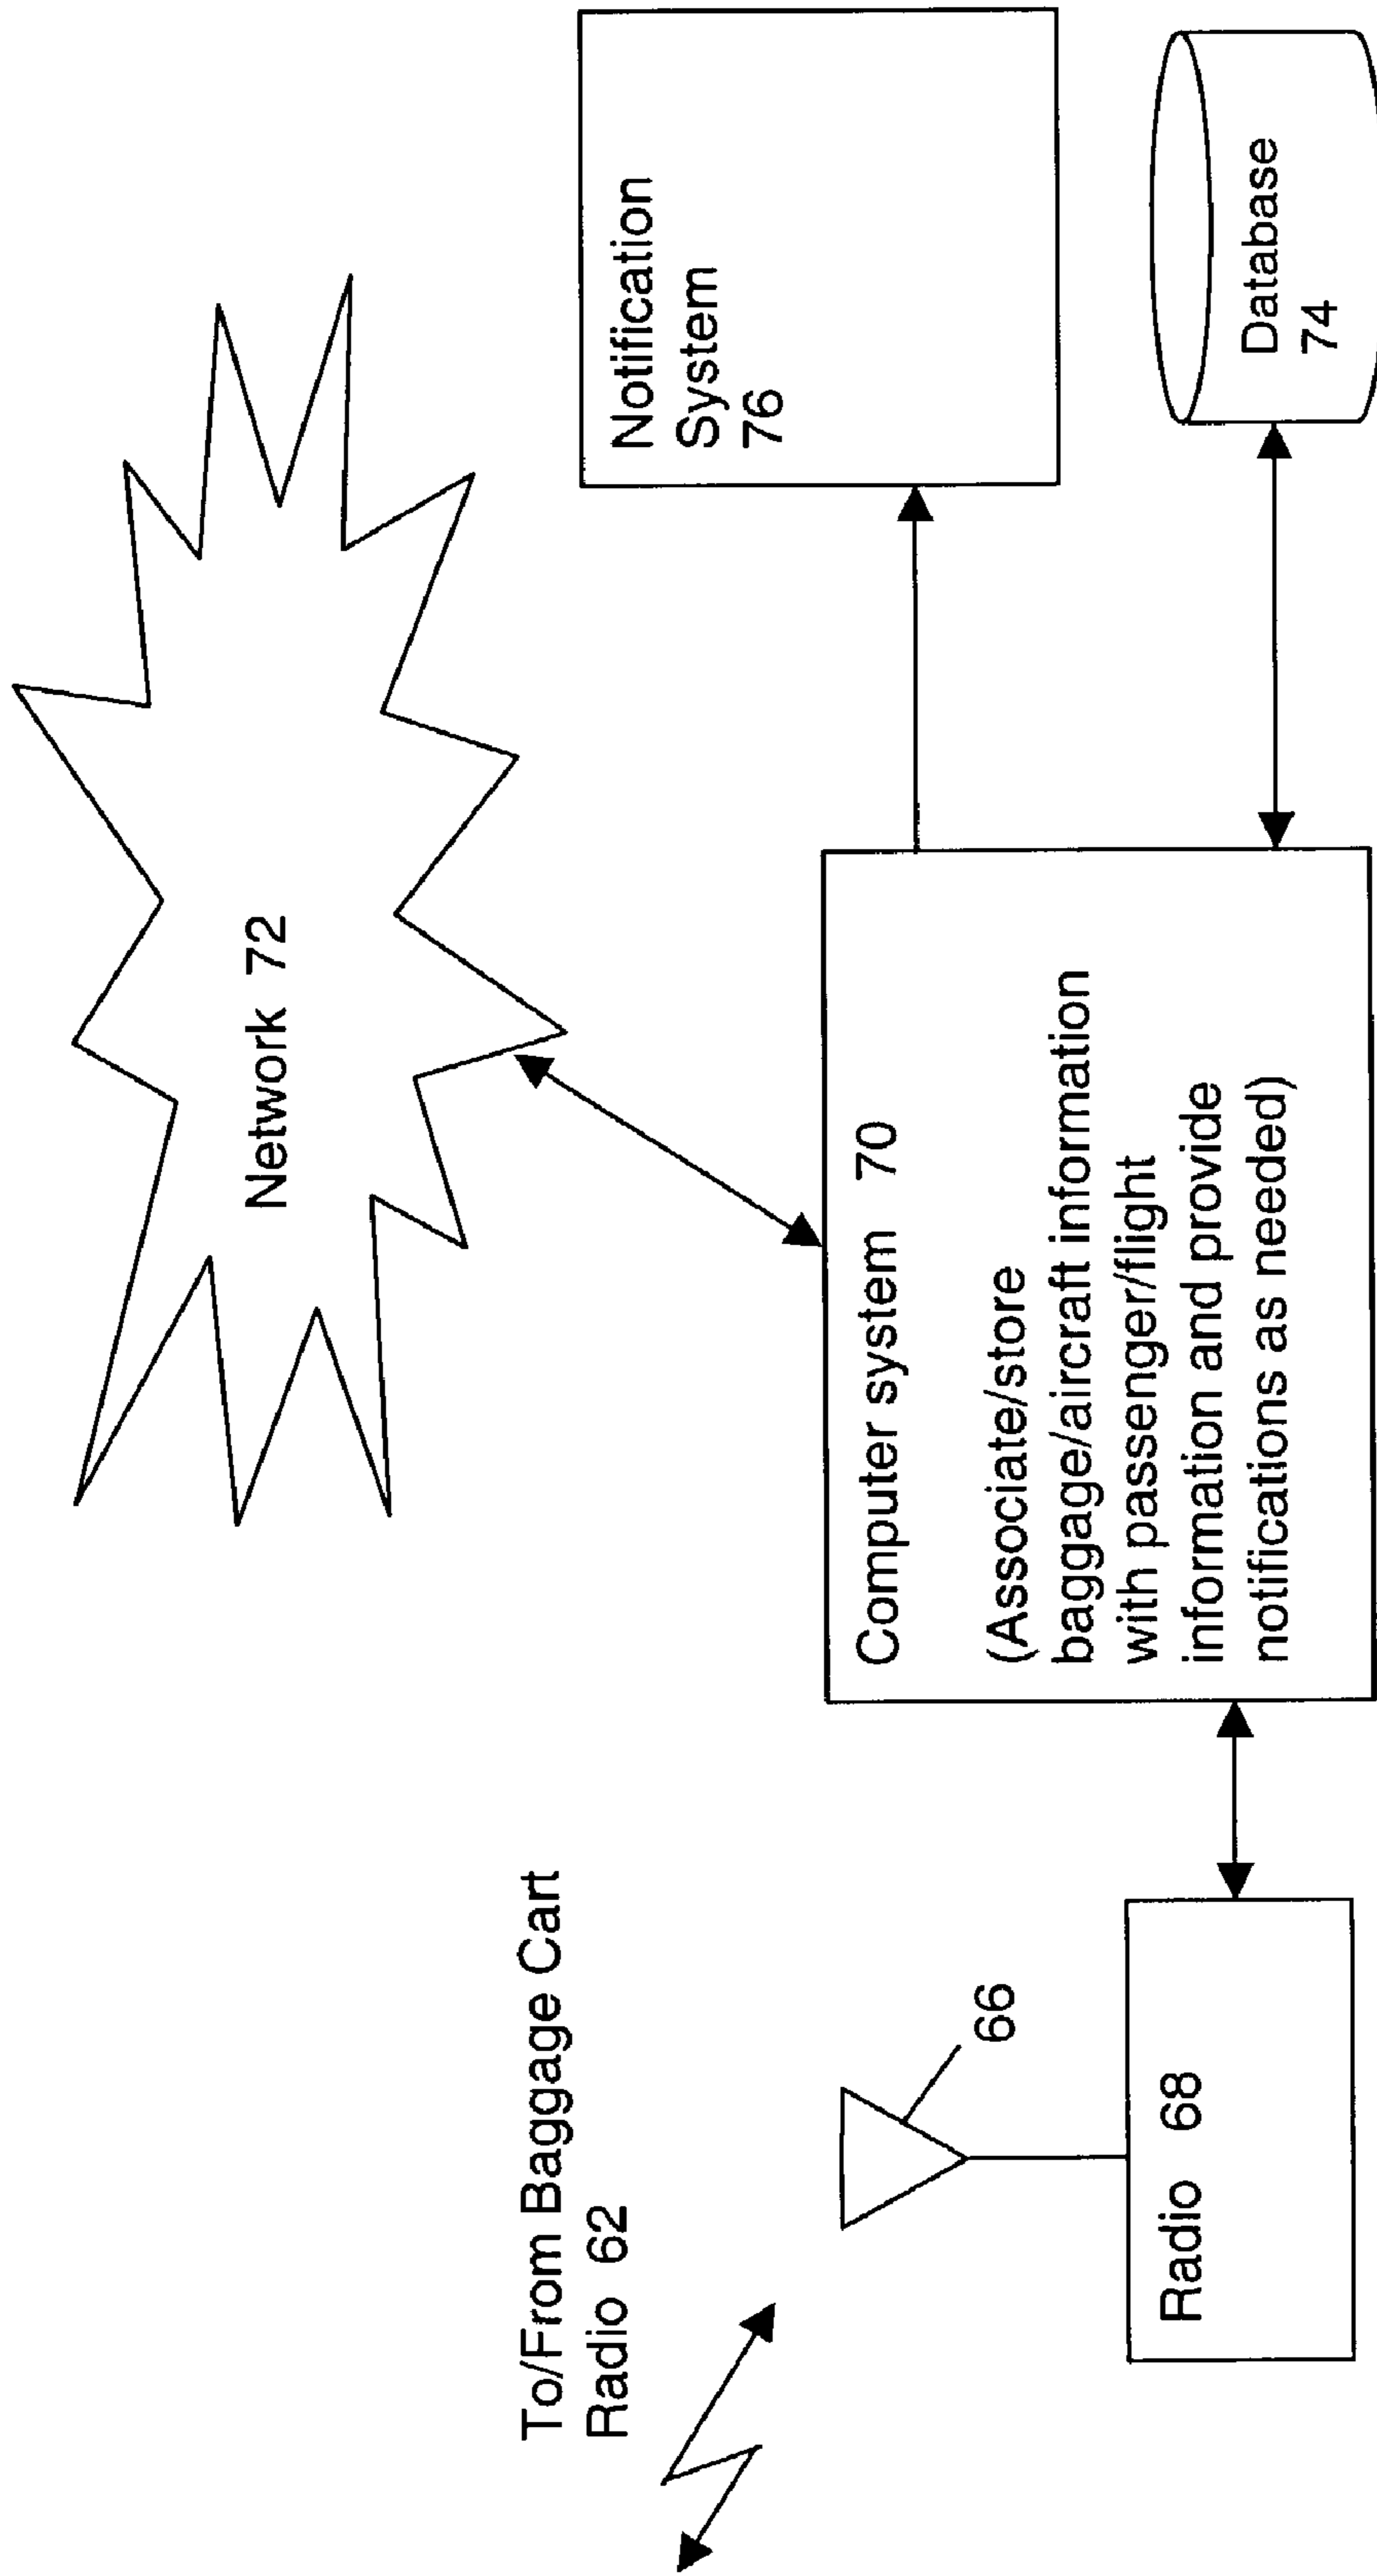 Network 72
To/From Baggage Cart
Radio 62
Notification
System
76
Computer system 70
(Associate/store
baggage/aircraft information
with passenger/flight
information and provide
notifications as needed)
66
Radio 68
Database
74